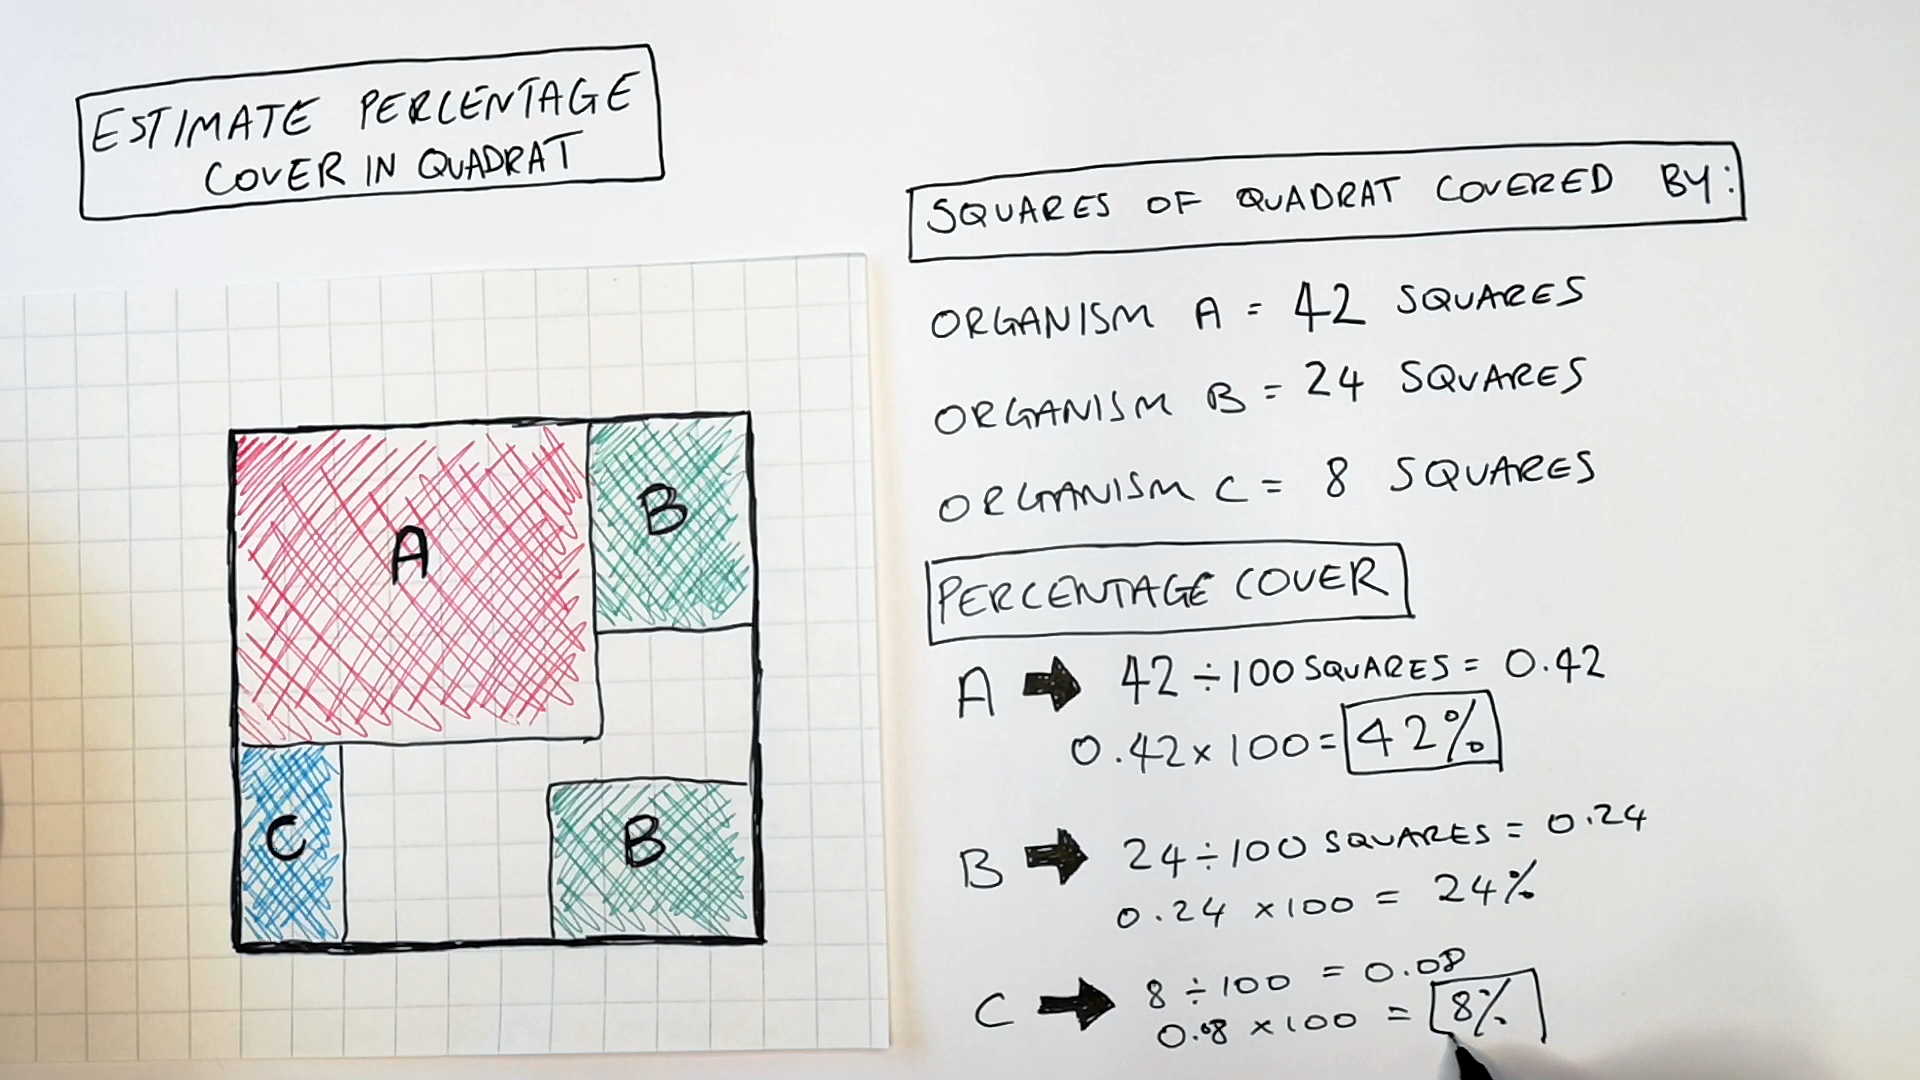 ESTIMATE PERCENTAGE
COVER IN QUADRAT
A
B
C
B
SQUARES OF QUADRAT COVERED BY:
ORGANISM A = 42 SQUARES
ORGANISM B = 24 SQUARES
ORGANISM C = 8 SQUARES
PERCENTAGE COVER
A ➡ 42 ÷ 100 SQUARES = 0.42
0.42 x 100 = 42%
B ➡ 24 ÷ 100 SQUARES = 0.24
0.24 x 100 = 24%
C ➡ 8 ÷ 100 = 0.08
0.08 x 100 = 8%